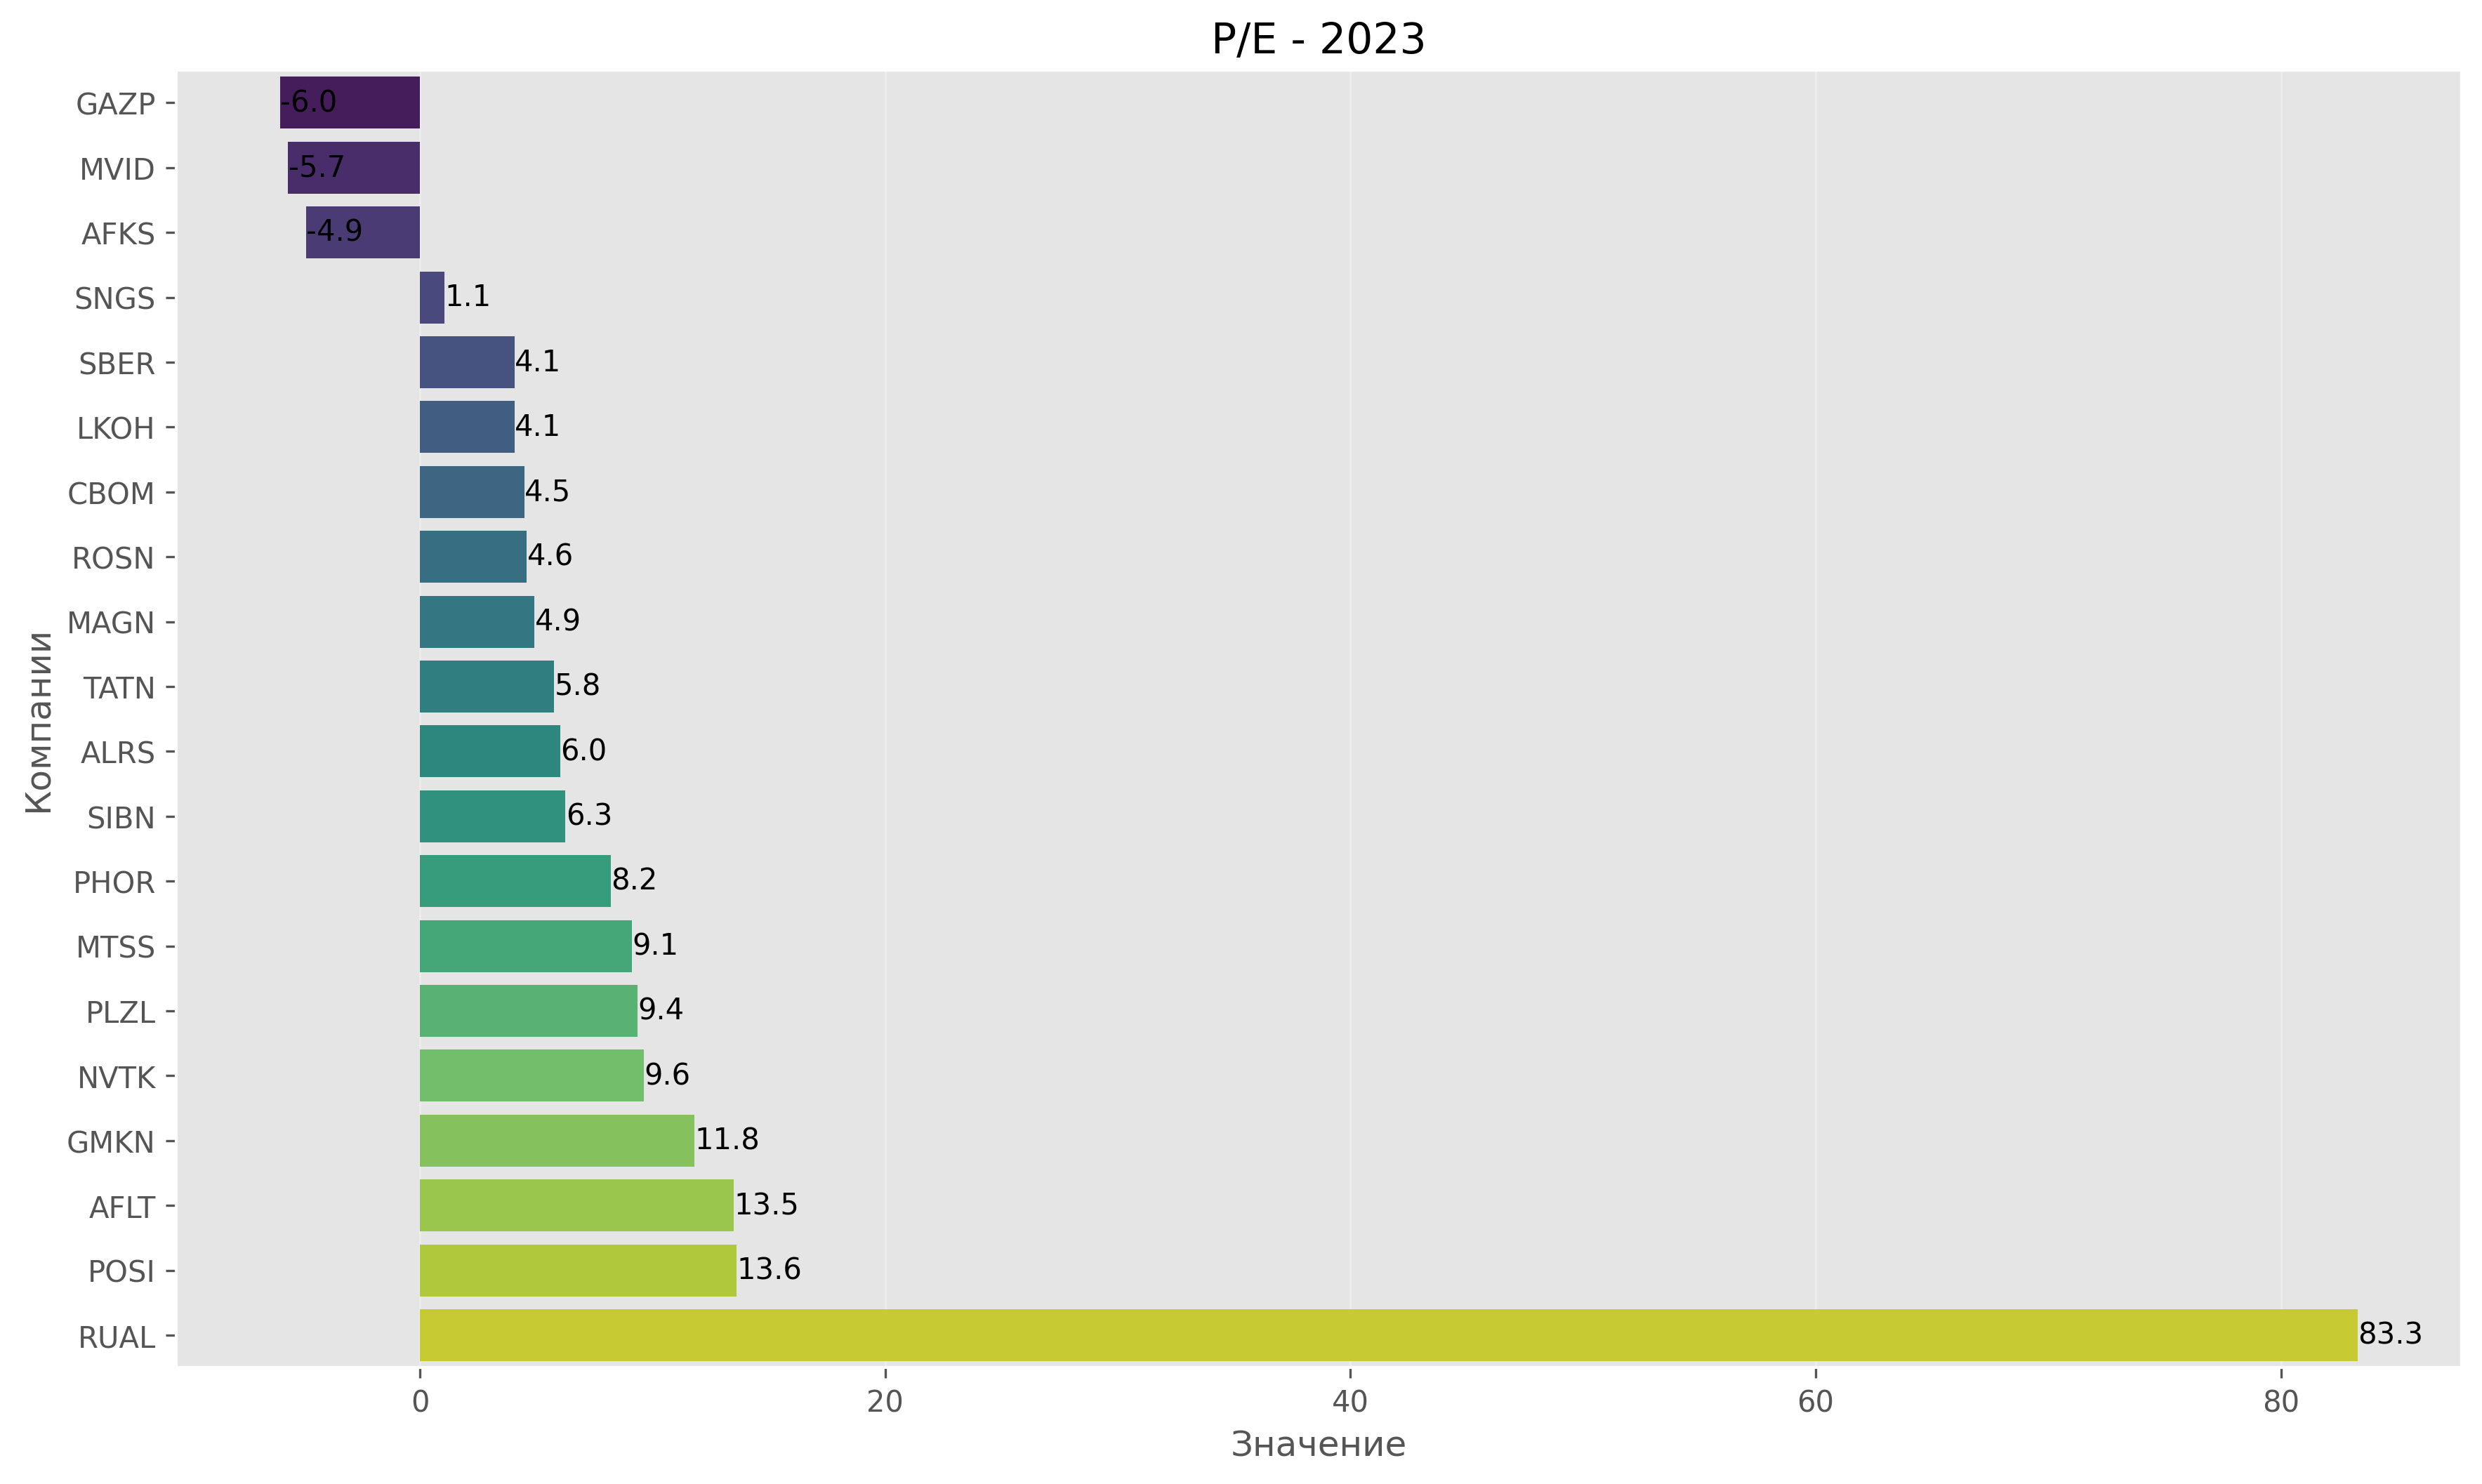 P/E - 2023
GAZP -6.0
MVID -5.7
AFKS -4.9
SNGS 1.1
SBER 4.1
LKOH 4.1
CBOM 4.5
ROSN 4.6
MAGN 4.9
TATN 5.8
ALRS 6.0
SIBN 6.3
PHOR 8.2
MTSS 9.1
PLZL 9.4
NVTK 9.6
GMKN 11.8
AFLT 13.5
POSI 13.6
RUAL 83.3
Компании
0 20 40 60 80
Значение